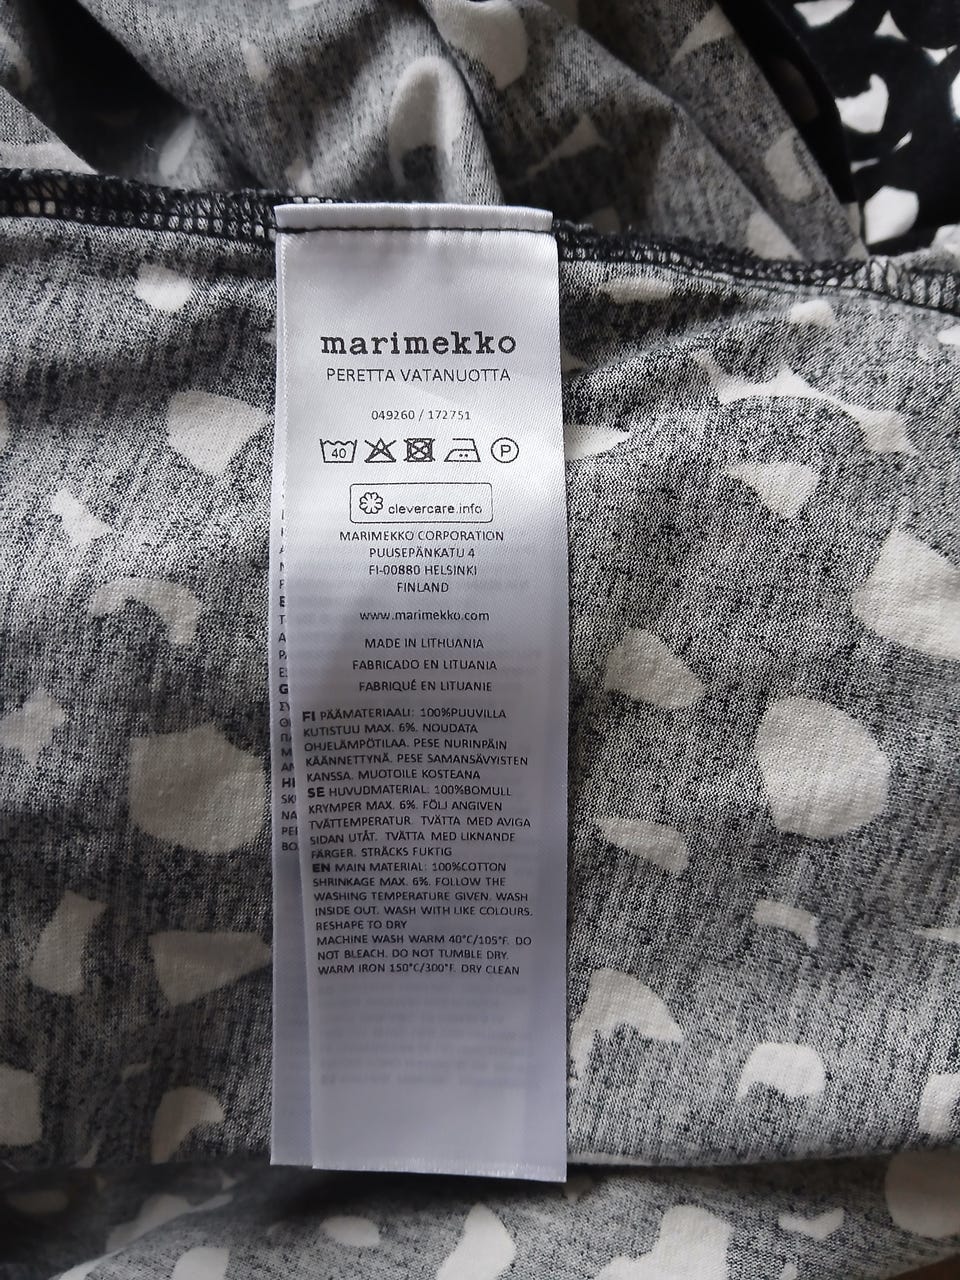 marimekko
PERETTA VATANUOTTA
049260 / 172751
40 P
clevercare.info
MARIMEKKO CORPORATION
PUUSEPÄNKATU 4
FI-00880 HELSINKI
FINLAND
www.marimekko.com
MADE IN LITHUANIA
FABRICADO EN LITUANIA
FABRIQUÉ EN LITUANIE
FI PÄÄMATERIAALI: 100%PUUVILLA
KUTISTUU MAX. 6%. NOUDATA
OHJELÄMPÖTILAA. PESE NURINPÄIN
KÄÄNNETTYNÄ. PESE SAMANSÄVYISTEN
KANSSA. MUOTOILE KOSTEANA
SE HUVUDMATERIAL: 100%BOMULL
KRYMPER MAX. 6%. FÖLJ ANGIVEN
TVÄTTEMPERATUR. TVÄTTA MED AVIGA
SIDAN UTÅT. TVÄTTA MED LIKNANDE
FÄRGER. STRÄCKS FUKTIG
EN MAIN MATERIAL: 100%COTTON
SHRINKAGE MAX. 6%. FOLLOW THE
WASHING TEMPERATURE GIVEN. WASH
INSIDE OUT. WASH WITH LIKE COLOURS.
RESHAPE TO DRY
MACHINE WASH WARM 40°C/105°F. DO
NOT BLEACH. DO NOT TUMBLE DRY.
WARM IRON 150°C/300°F. DRY CLEAN